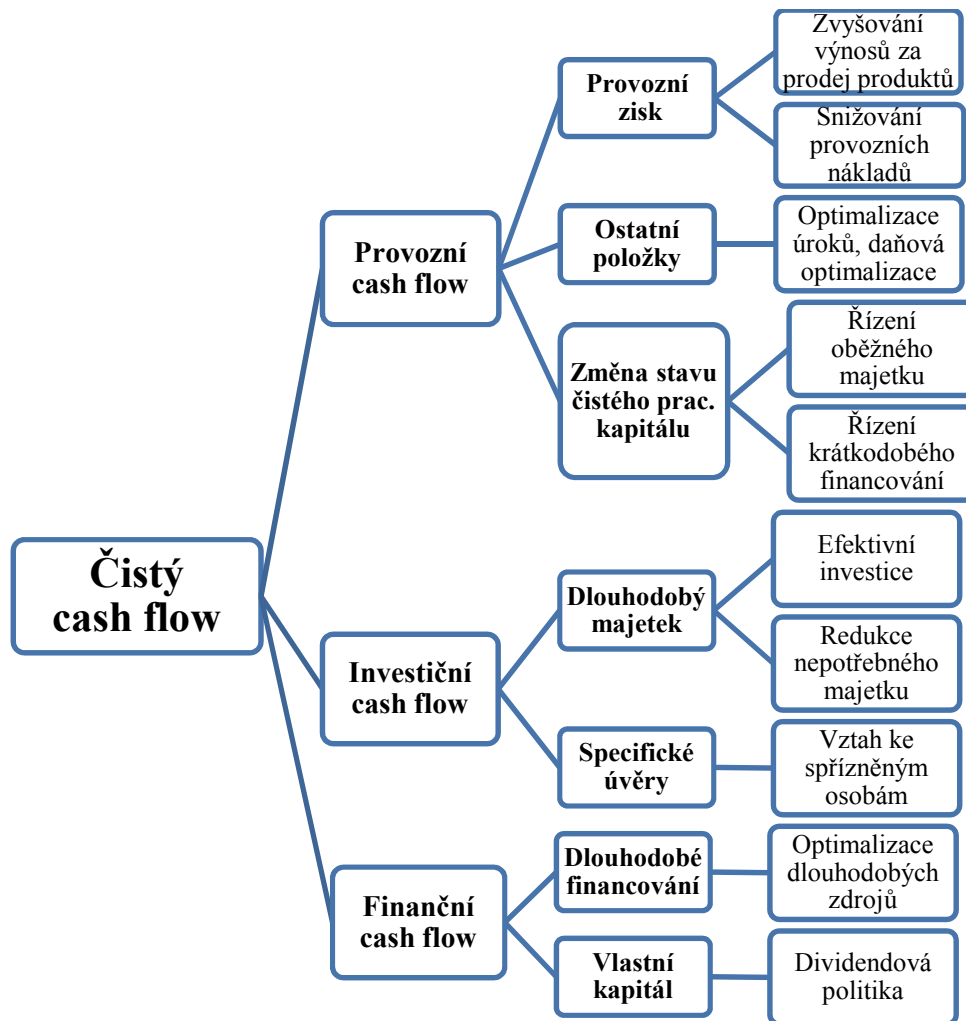 Čistý
cash flow
Provozní
cash flow
Provozní
zisk
Zvyšování
výnosů za
prodej produktů
Snižování
provozních
nákladů
Ostatní
položky
Optimalizace
úroků, daňová
optimalizace
Změna stavu
čistého prac.
kapitálu
Řízení
oběžného
majetku
Řízení
krátkodobého
financování
Investiční
cash flow
Dlouhodobý
majetek
Efektivní
investice
Redukce
nepotřebného
majetku
Specifické
úvěry
Vztah ke
spřízněným
osobám
Finanční
cash flow
Dlouhodobé
financování
Optimalizace
dlouhodobých
zdrojů
Vlastní
kapitál
Dividendová
politika